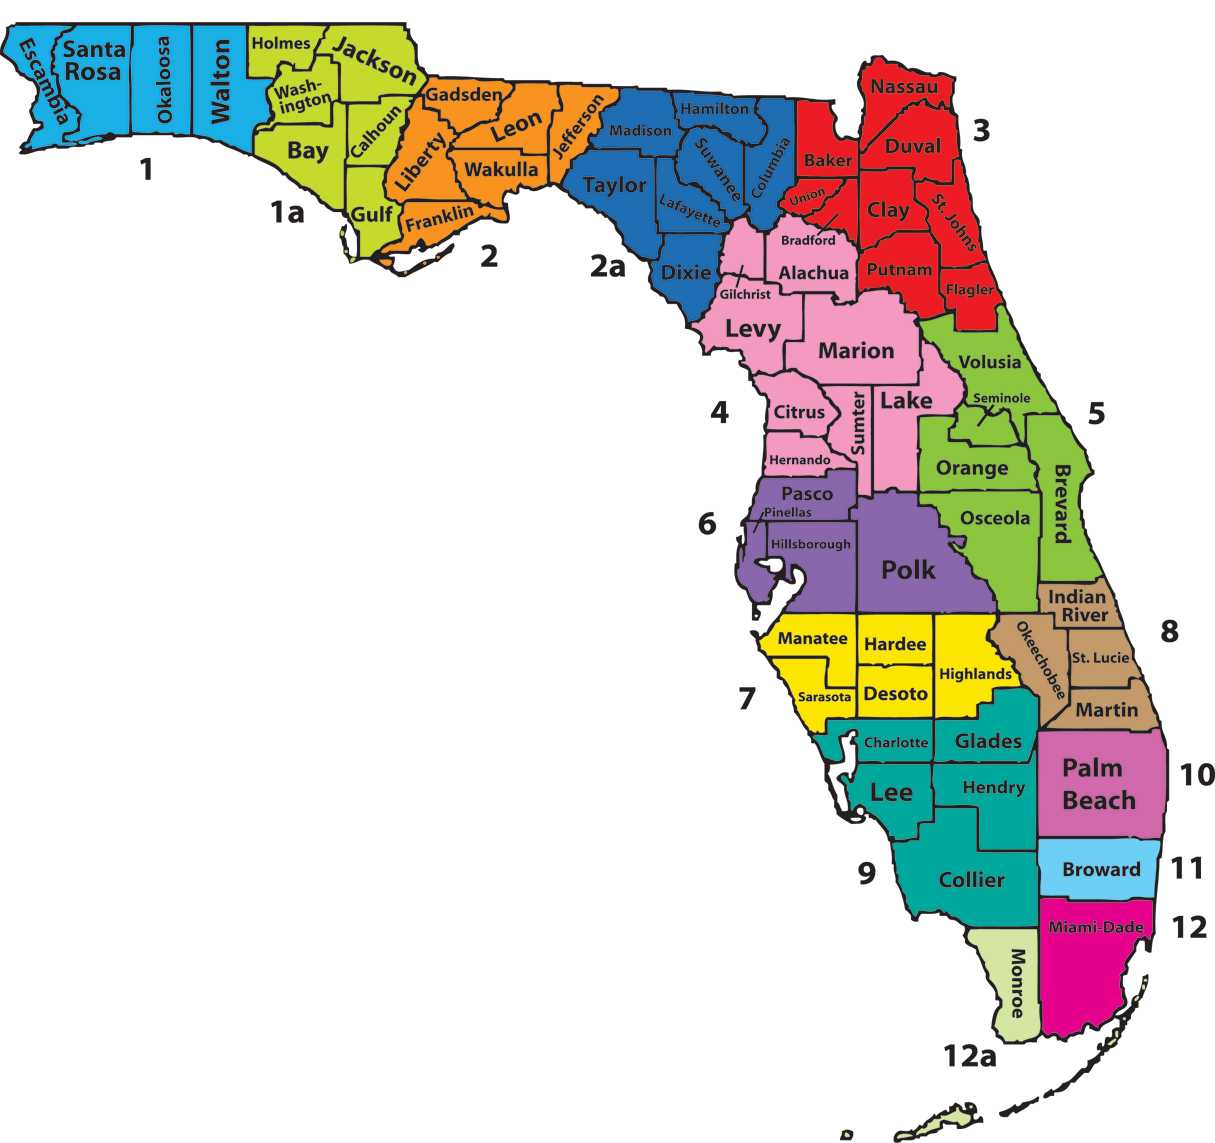 Escambia
Santa
Rosa
Okaloosa
Walton
Holmes
Jackson
Wash-
ington
Bay
Calhoun
Gulf
1
1a
Gadsden
Liberty
Leon
Jefferson
Wakulla
Franklin
2
Madison
Hamilton
Taylor
Suwanee
Columbia
Lafayette
Dixie
2a
Nassau
3
Duval
Baker
Union
Clay
St. Johns
Bradford
Putnam
Flagler
Alachua
Gilchrist
Levy
Marion
4
Citrus
Sumter
Lake
Hernando
Volusia
Seminole
5
Orange
Brevard
Osceola
Pasco
6
Pinellas
Hillsborough
Polk
Indian
River
8
Okeechobee
St. Lucie
Martin
Manatee
Hardee
Highlands
7
Sarasota
Desoto
Charlotte
Glades
Lee
Hendry
9
Collier
Palm
Beach
10
Broward
11
Miami-Dade
12
Monroe
12a